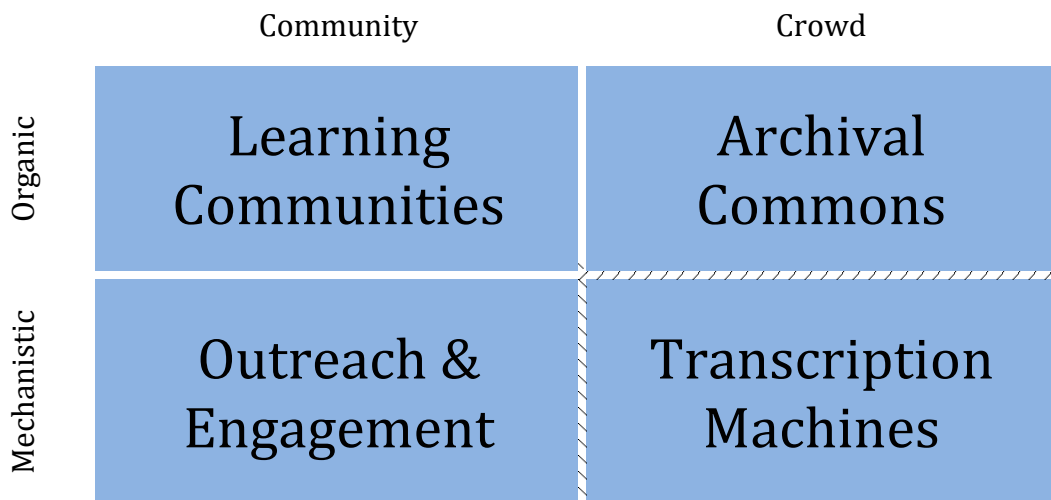 Community
Crowd
Organic
Learning
Communities
Archival
Commons
Mechanistic
Outreach &
Engagement
Transcription
Machines